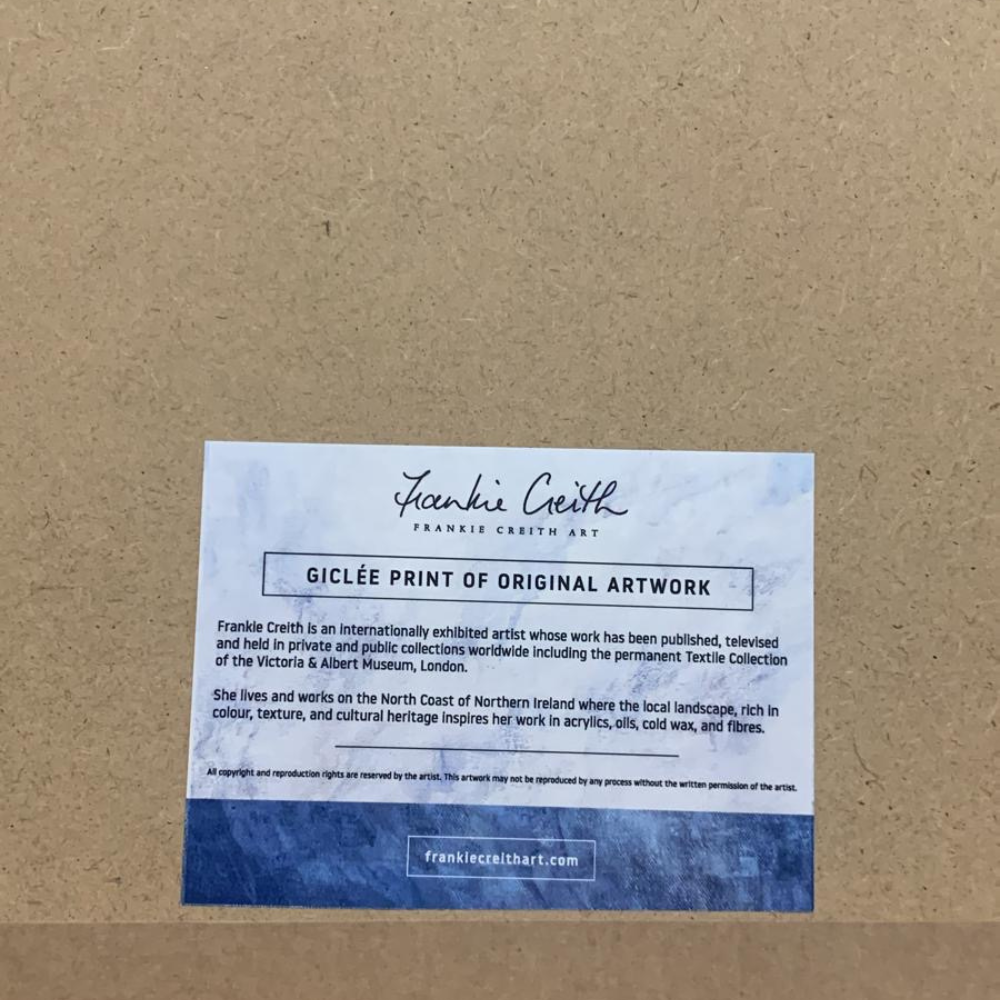 Frankie Creith
FRANKIE CREITH ART
GICLÉE PRINT OF ORIGINAL ARTWORK
Frankie Creith is an internationally exhibited artist whose work has been published, televised
and held in private and public collections worldwide including the permanent Textile Collection
of the Victoria & Albert Museum, London.
She lives and works on the North Coast of Northern Ireland where the local landscape, rich in
colour, texture, and cultural heritage inspires her work in acrylics, oils, cold wax, and fibres.
All copyright and reproduction rights are reserved by the artist. This artwork may not be reproduced by any process without the written permission of the artist.
frankiecreithart.com